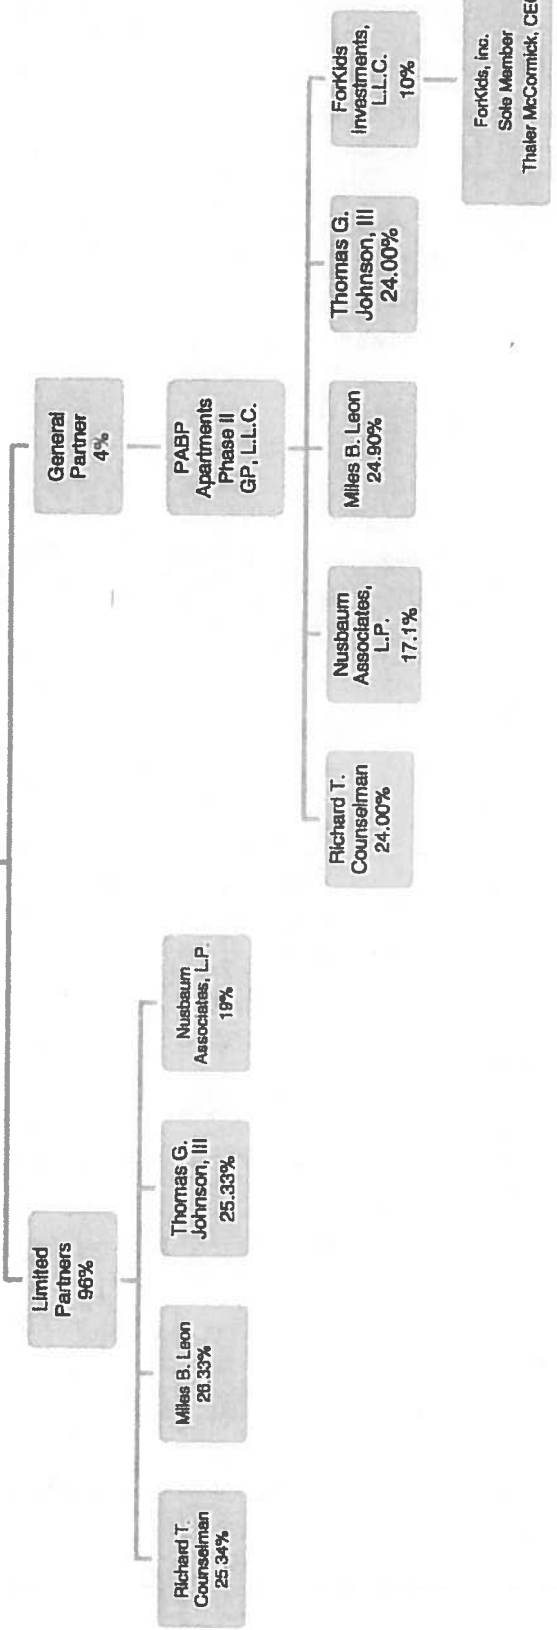 Limited
Partners
96%
General
Partner
4%
Richard T.
Counselman
25.34%
Miles B. Leon
26.33%
Thomas G.
Johnson, III
25.33%
Nusbaum
Associates, L.P.
19%
PABP
Apartments
Phase II
GP, L.L.C.
Richard T.
Counselman
24.00%
Nusbaum
Associates,
L.P.
17.1%
Miles B. Leon
24.90%
Thomas G.
Johnson, III
24.00%
ForKids
Investments,
L.L.C.
10%
ForKids, Inc.
Sole Member
Thaler McCormick, CEO